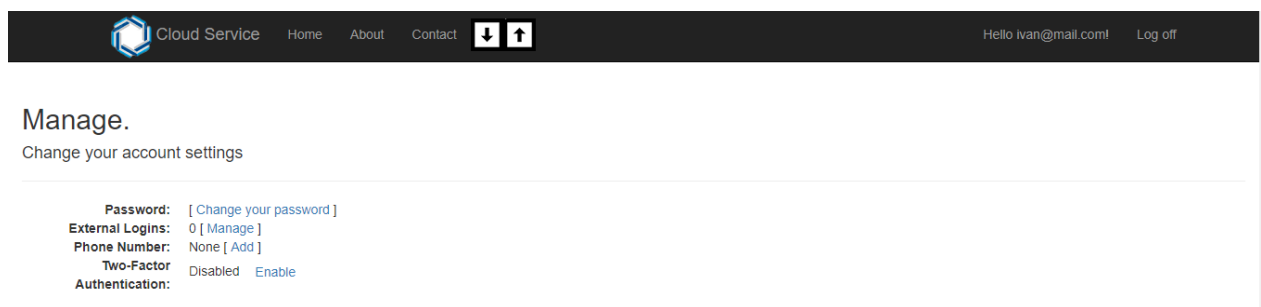 Cloud Service Home About Contact Hello ivan@mail.com! Log off
Manage.
Change your account settings
Password: [ Change your password ]
External Logins: 0 [ Manage ]
Phone Number: None [ Add ]
Two-Factor
Authentication: Disabled Enable